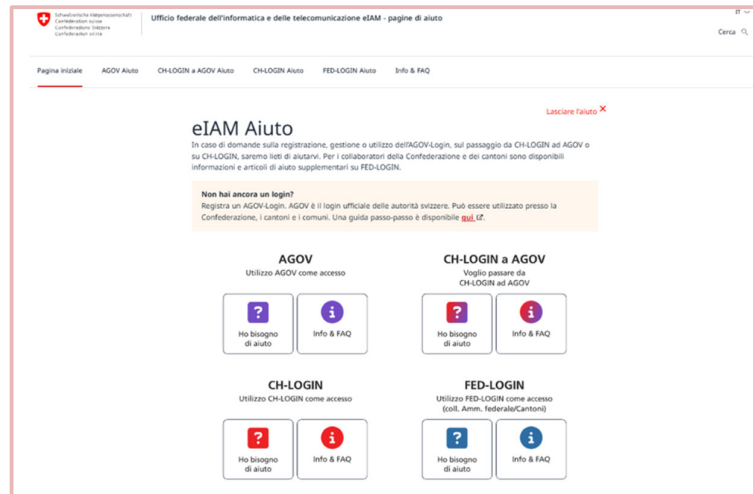 Schweizerische Eidgenossenschaft
Confédération suisse
Confederazione Svizzera
Confederaziun svizra
Ufficio federale dell'informatica e delle telecomunicazione eIAM - pagine di aiuto
IT
Cerca
Pagina iniziale
AGOV Aiuto
CH-LOGIN a AGOV Aiuto
CH-LOGIN Aiuto
FED-LOGIN Aiuto
Info & FAQ
Lasciare l'aiuto ×
eIAM Aiuto
In caso di domande sulla registrazione, gestione o utilizzo dell'AGOV-Login, sul passaggio da CH-LOGIN ad AGOV o
su CH-LOGIN, saremo lieti di aiutarvi. Per i collaboratori della Confederazione e dei cantoni sono disponibili
informazioni e articoli di aiuto supplementari su FED-LOGIN.
Non hai ancora un login?
Registra un AGOV-Login. AGOV è il login ufficiale delle autorità svizzere. Può essere utilizzato presso la
Confederazione, i cantoni e i comuni. Una guida passo-passo è disponibile qui.
AGOV
Utilizzo AGOV come accesso
Ho bisogno
di aiuto
Info & FAQ
CH-LOGIN a AGOV
Voglio passare da
CH-LOGIN ad AGOV
Ho bisogno
di aiuto
Info & FAQ
CH-LOGIN
Utilizzo CH-LOGIN come accesso
Ho bisogno
di aiuto
Info & FAQ
FED-LOGIN
Utilizzo FED-LOGIN come accesso
(coll. Amm. federale/Cantoni)
Ho bisogno
di aiuto
Info & FAQ